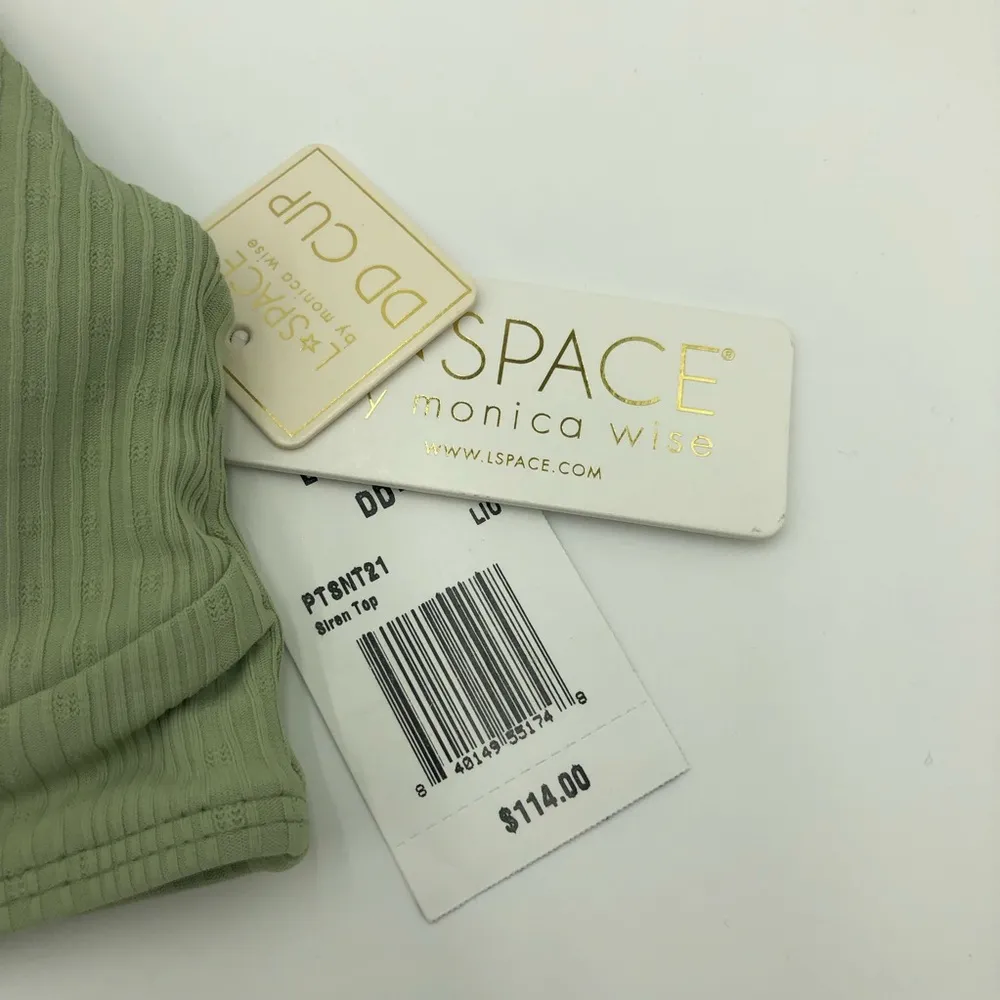 DD CUP
L☆SPACE
by monica wise
SPACE®
y monica wise
WWW.LSPACE.COM
DD
LIG
PTSNT21
Siren Top
8 40149 55174 8
$114.00